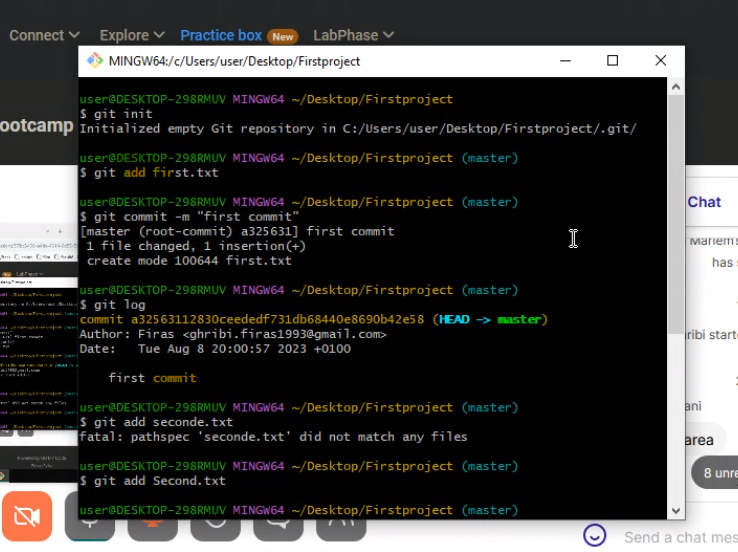 Connect Explore Practice box New LabPhase
MINGW64:/c/Users/user/Desktop/Firstproject
ootcamp
user@DESKTOP-298RMUV MINGW64 ~/Desktop/Firstproject
$ git init
Initialized empty Git repository in C:/Users/user/Desktop/Firstproject/.git/
user@DESKTOP-298RMUV MINGW64 ~/Desktop/Firstproject (master)
$ git add first.txt
user@DESKTOP-298RMUV MINGW64 ~/Desktop/Firstproject (master)
$ git commit -m "first commit"
[master (root-commit) a325631] first commit
1 file changed, 1 insertion(+)
create mode 100644 first.txt
user@DESKTOP-298RMUV MINGW64 ~/Desktop/Firstproject (master)
$ git log
commit a32563112830ceededf731db68440e8690b42e58 (HEAD -> master)
Author: Firas <ghribi.firas1993@gmail.com>
Date: Tue Aug 8 20:00:57 2023 +0100
first commit
user@DESKTOP-298RMUV MINGW64 ~/Desktop/Firstproject (master)
$ git add seconde.txt
fatal: pathspec 'seconde.txt' did not match any files
user@DESKTOP-298RMUV MINGW64 ~/Desktop/Firstproject (master)
$ git add Second.txt
user@DESKTOP-298RMUV MINGW64 ~/Desktop/Firstproject (master)
Chat
has
ribi starte
ani
area
8 unre
Send a chat mes